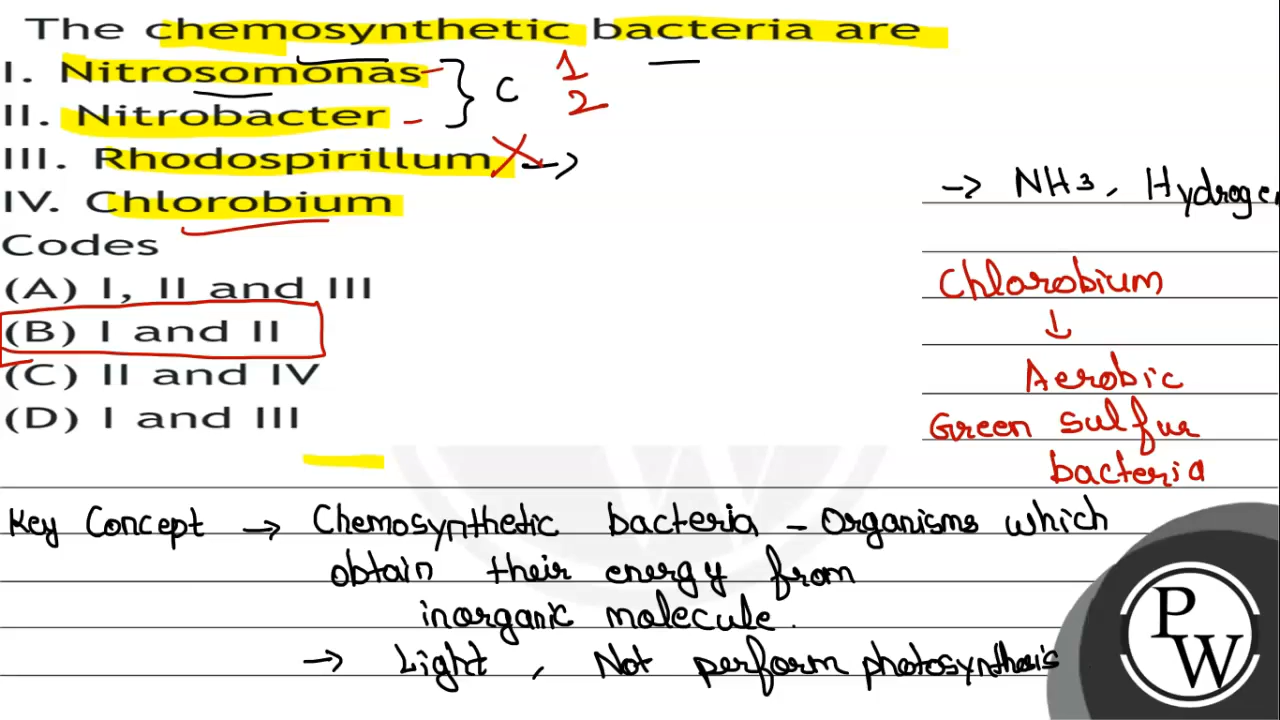 The chemosynthetic bacteria are
I. Nitrosomonas
II. Nitrobacter
III. Rhodospirillum
IV. Chlorobium
Codes
(A) I, II and III
(B) I and II
(C) II and IV
(D) I and III
C
1
2
→ NH3, Hydrogen
Chlorobium
↓
Aerobic
Green sulfur
bacteria
Key Concept → Chemosynthetic bacteria - Organisms which
obtain their energy from
inorganic molecule.
→ Light, Not perform photosynthesis
P
W